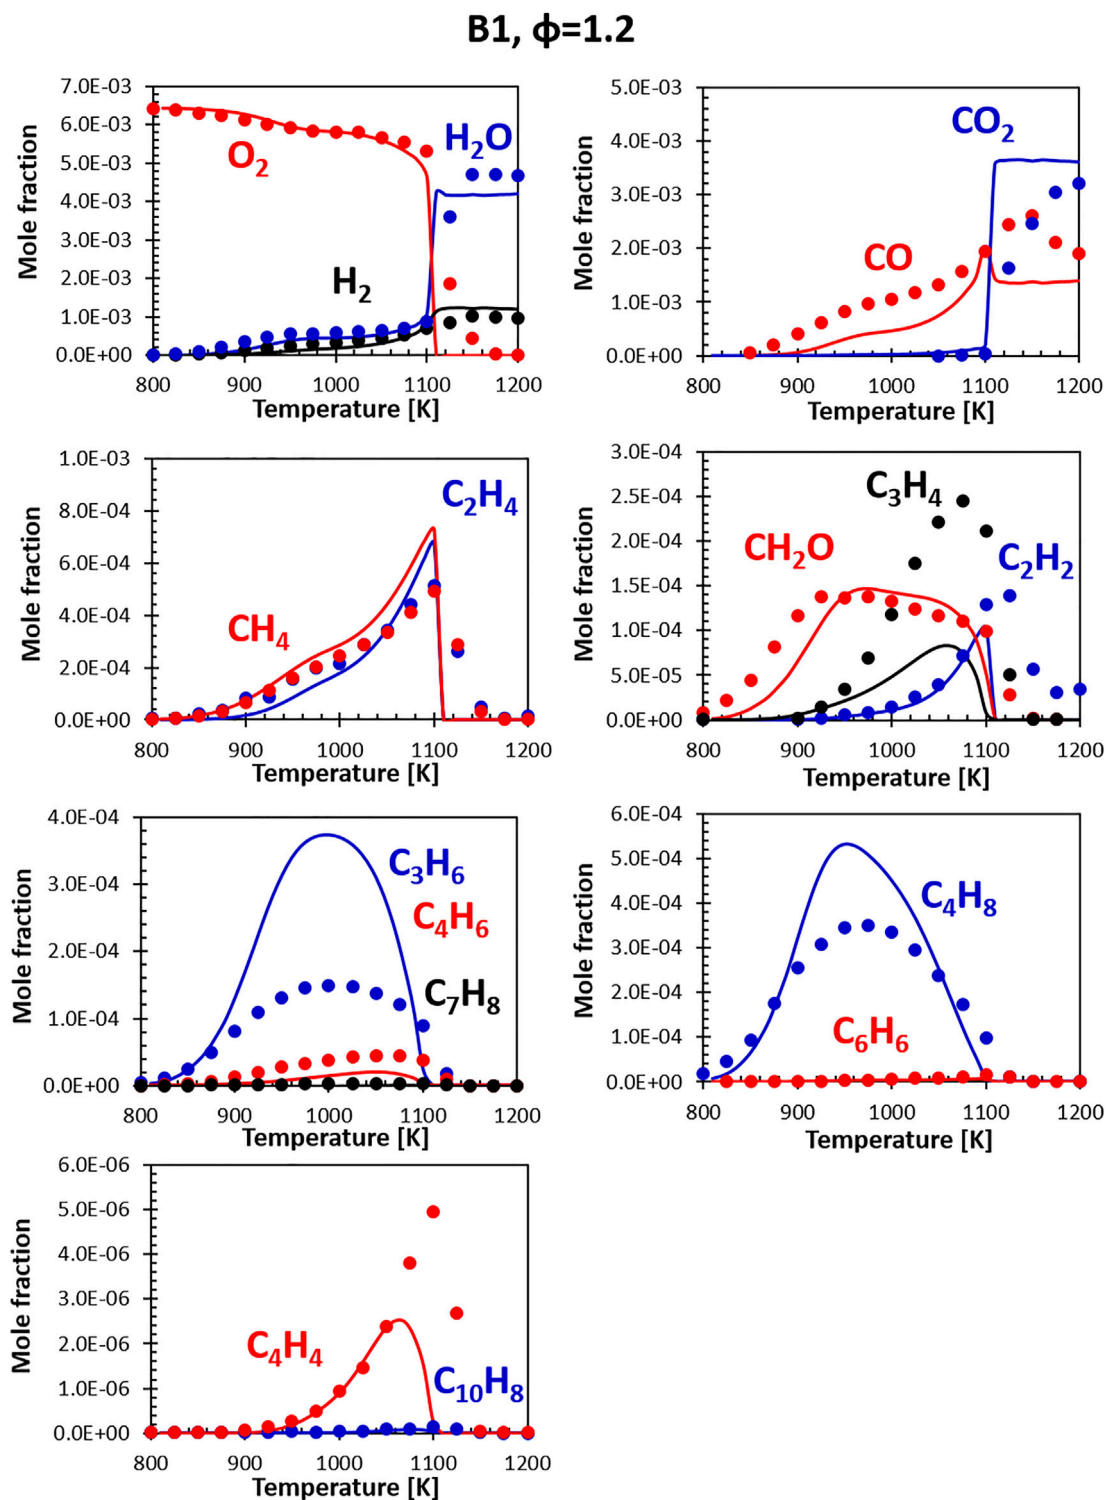 B1, ϕ=1.2
7.0E-03
6.0E-03
5.0E-03
4.0E-03
3.0E-03
2.0E-03
1.0E-03
0.0E+00
Mole fraction
O2
H2O
H2
800 900 1000 1100 1200
Temperature [K]
5.0E-03
4.0E-03
3.0E-03
2.0E-03
1.0E-03
0.0E+00
Mole fraction
CO2
CO
800 900 1000 1100 1200
Temperature [K]
1.0E-03
8.0E-04
6.0E-04
4.0E-04
2.0E-04
0.0E+00
Mole fraction
C2H4
CH4
800 900 1000 1100 1200
Temperature [K]
3.0E-04
2.5E-04
2.0E-04
1.5E-04
1.0E-04
5.0E-05
0.0E+00
Mole fraction
C3H4
CH2O
C2H2
800 900 1000 1100 1200
Temperature [K]
4.0E-04
3.0E-04
2.0E-04
1.0E-04
0.0E+00
Mole fraction
C3H6
C4H6
C7H8
800 900 1000 1100 1200
Temperature [K]
6.0E-04
5.0E-04
4.0E-04
3.0E-04
2.0E-04
1.0E-04
0.0E+00
Mole fraction
C4H8
C6H6
800 900 1000 1100 1200
Temperature [K]
6.0E-06
5.0E-06
4.0E-06
3.0E-06
2.0E-06
1.0E-06
0.0E+00
Mole fraction
C4H4
C10H8
800 900 1000 1100 1200
Temperature [K]